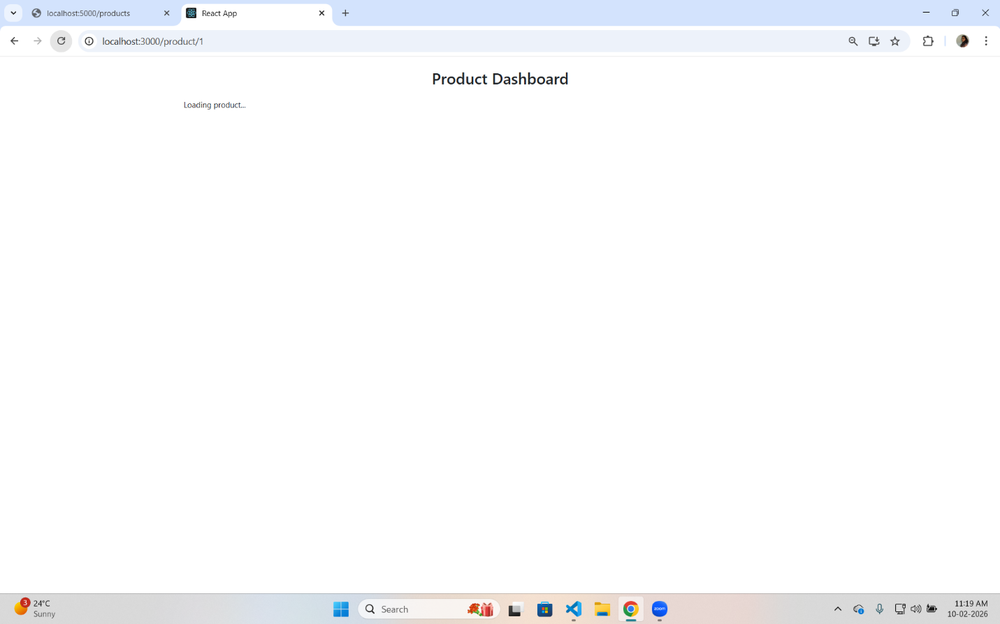 localhost:5000/products
React App
localhost:3000/product/1
Product Dashboard
Loading product...
3
24°C
Sunny
Search
zoom
11:19 AM
10-02-2026